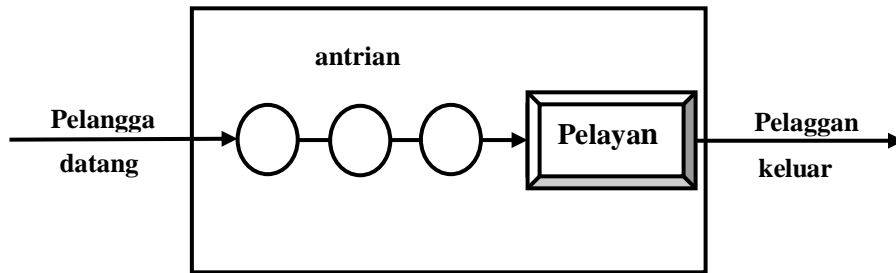 antrian
Pelangga
datang
Pelayan
Pelaggan
keluar